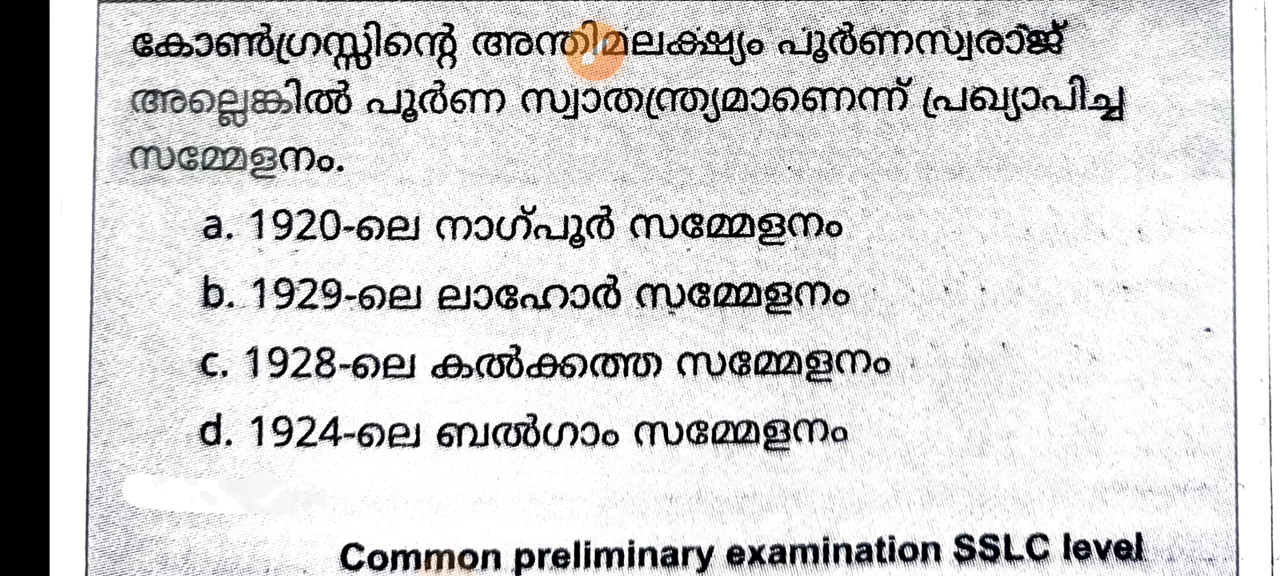 കോൺഗ്രസ്സിന്റെ അന്തിമലക്ഷ്യം പൂർണസ്വരാജ്
അല്ലെങ്കിൽ പൂർണ സ്വാതന്ത്ര്യമാണെന്ന് പ്രഖ്യാപിച്ച
സമ്മേളനം.
a. 1920-ലെ നാഗ്പൂർ സമ്മേളനം
b. 1929-ലെ ലാഹോർ സമ്മേളനം
c. 1928-ലെ കൽക്കത്ത സമ്മേളനം
d. 1924-ലെ ബൽഗാം സമ്മേളനം
Common preliminary examination SSLC level